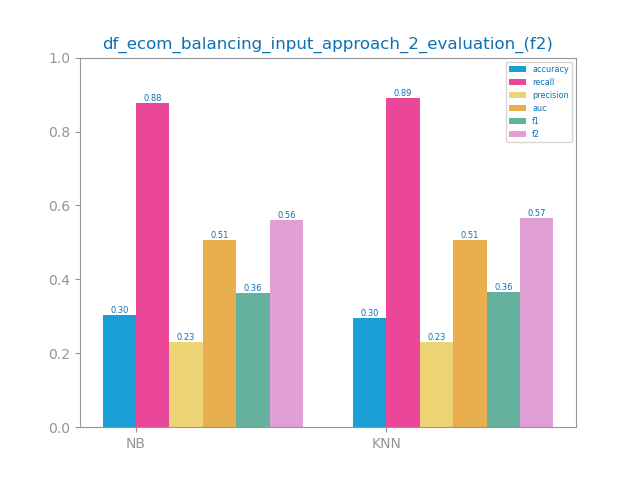 df_ecom_balancing_input_approach_2_evaluation_(f2)
1.0
0.8
0.6
0.4
0.2
0.0
accuracy
recall
precision
auc
f1
f2
0.30
0.88
0.23
0.51
0.36
0.56
0.30
0.89
0.23
0.51
0.36
0.57
NB
KNN